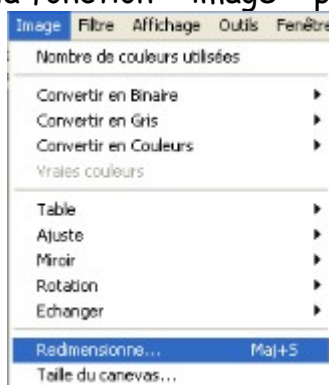 Image Filtre Affichage Outils Fenêtre
Nombre de couleurs utilisées
Convertir en Binaire
Convertir en Gris
Convertir en Couleurs
Vraies couleurs
Table
Ajuste
Miroir
Rotation
Echanger
Redimensionne... Maj+S
Taille du canevas...